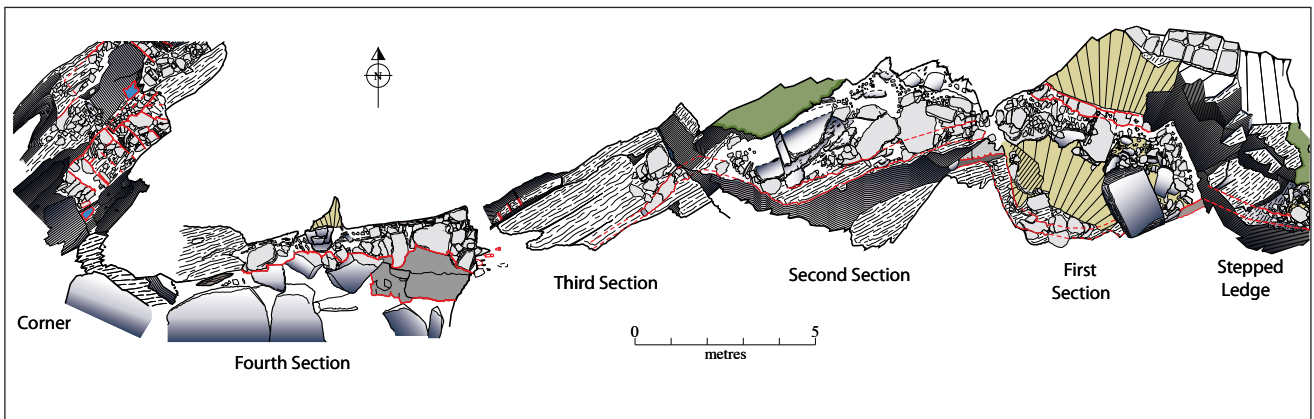 N
Corner
Fourth Section
Third Section
Second Section
First
Section
Stepped
Ledge
0 5
metres